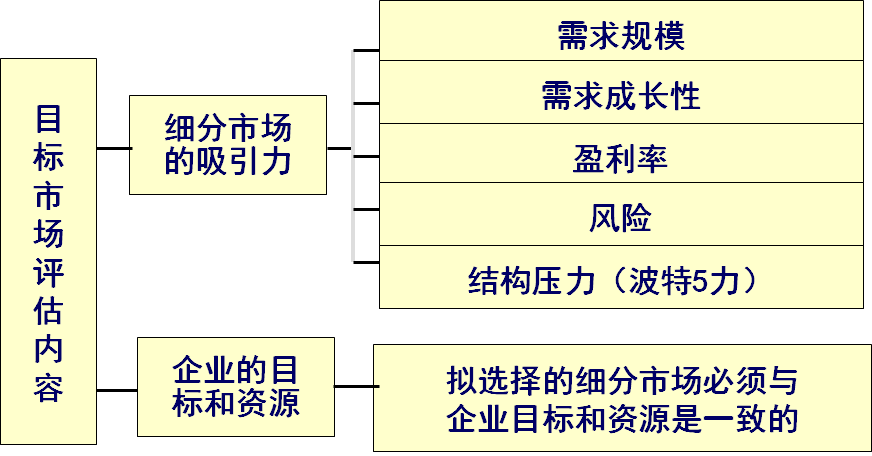 目标市场评估内容
细分市场
的吸引力
需求规模
需求成长性
盈利率
风险
结构压力（波特5力）
企业的目
标和资源
拟选择的细分市场必须与
企业目标和资源是一致的